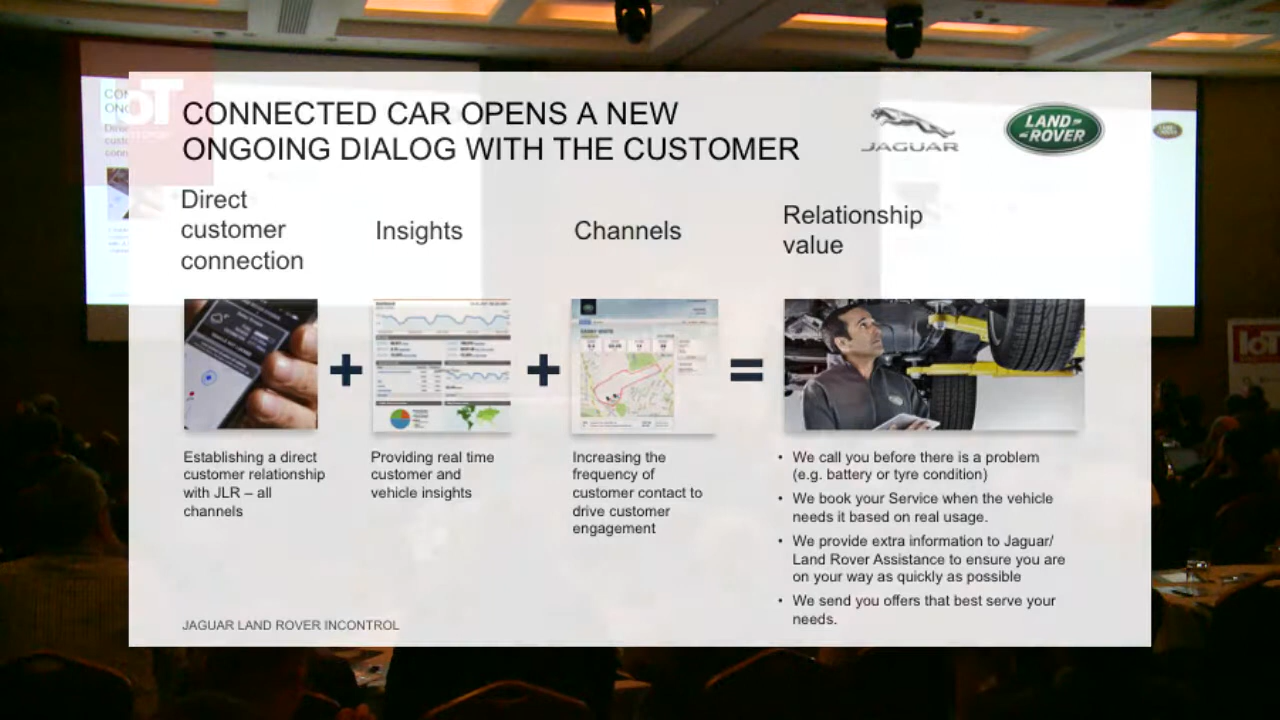 IoT
CONNECTED CAR OPENS A NEW
ONGOING DIALOG WITH THE CUSTOMER
JAGUAR
LAND
ROVER
Direct
customer
connection
Insights
Channels
Relationship
value
Establishing a direct
customer relationship
with JLR – all
channels
Providing real time
customer and
vehicle insights
Increasing the
frequency of
customer contact to
drive customer
engagement
• We call you before there is a problem
(e.g. battery or tyre condition)
• We book your Service when the vehicle
needs it based on real usage.
• We provide extra information to Jaguar/
Land Rover Assistance to ensure you are
on your way as quickly as possible
• We send you offers that best serve your
needs.
JAGUAR LAND ROVER INCONTROL
IoT